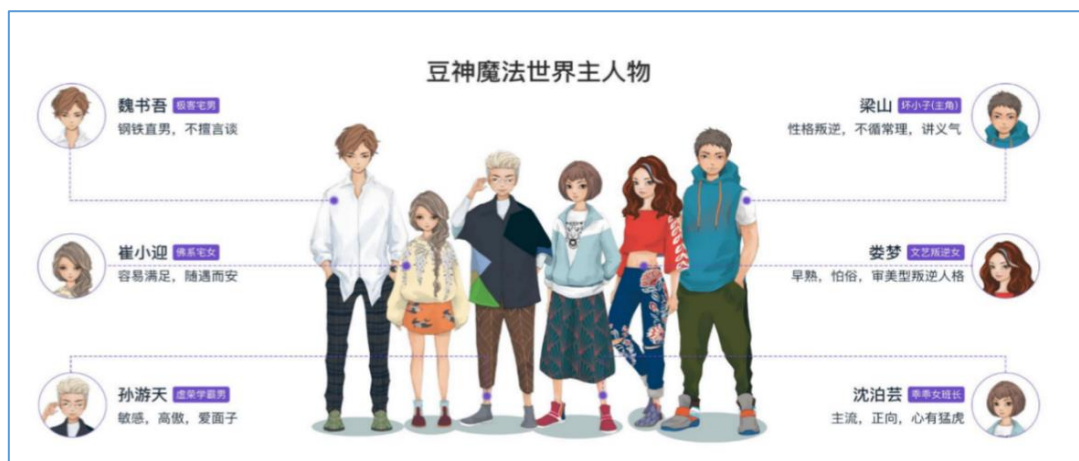 豆神魔法世界主人物
魏书吾 极客宅男
钢铁直男，不擅言谈
梁山 坏小子(主角)
性格叛逆，不循常理，讲义气
崔小迎 佛系宅女
容易满足，随遇而安
娄梦 文艺叛逆女
早熟，怕俗，审美型叛逆人格
孙游天 虚荣学霸男
敏感，高傲，爱面子
沈泊芸 乖乖女班长
主流，正向，心有猛虎